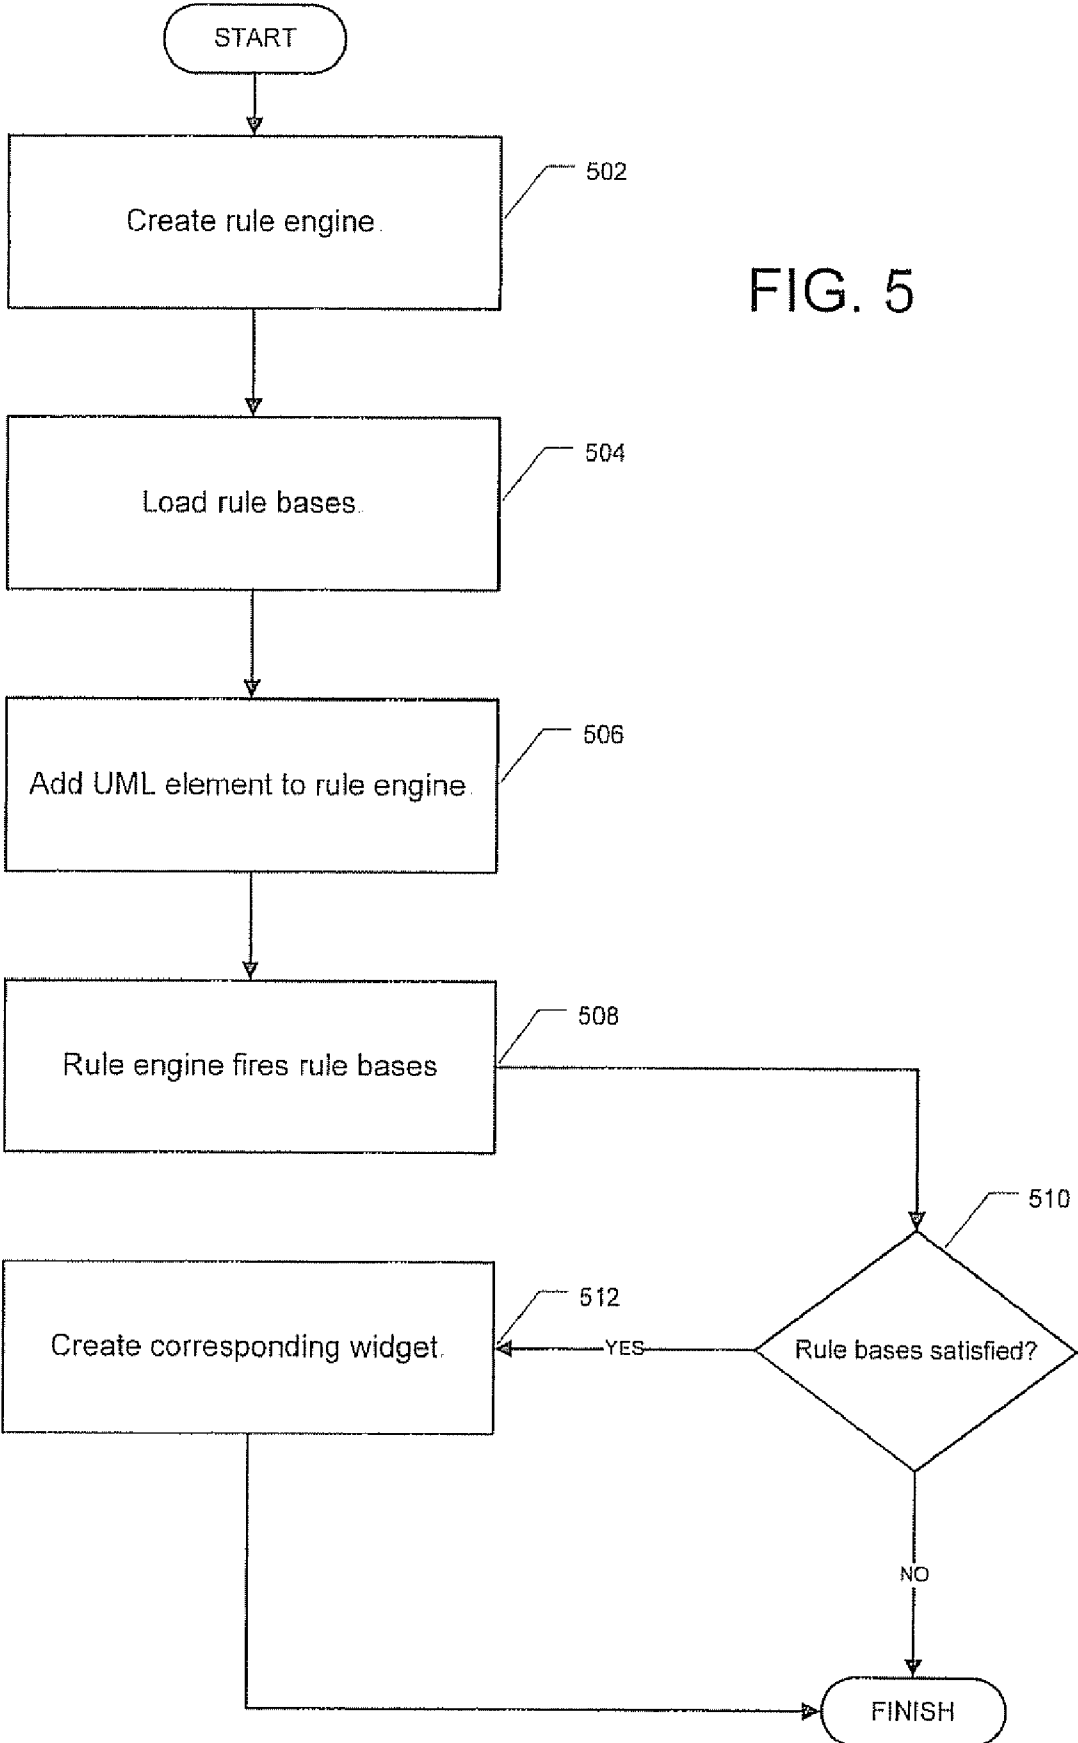 START
502
Create rule engine.
FIG. 5
504
Load rule bases.
506
Add UML element to rule engine.
508
Rule engine fires rule bases
510
512
Create corresponding widget.
YES
Rule bases satisfied?
NO
FINISH